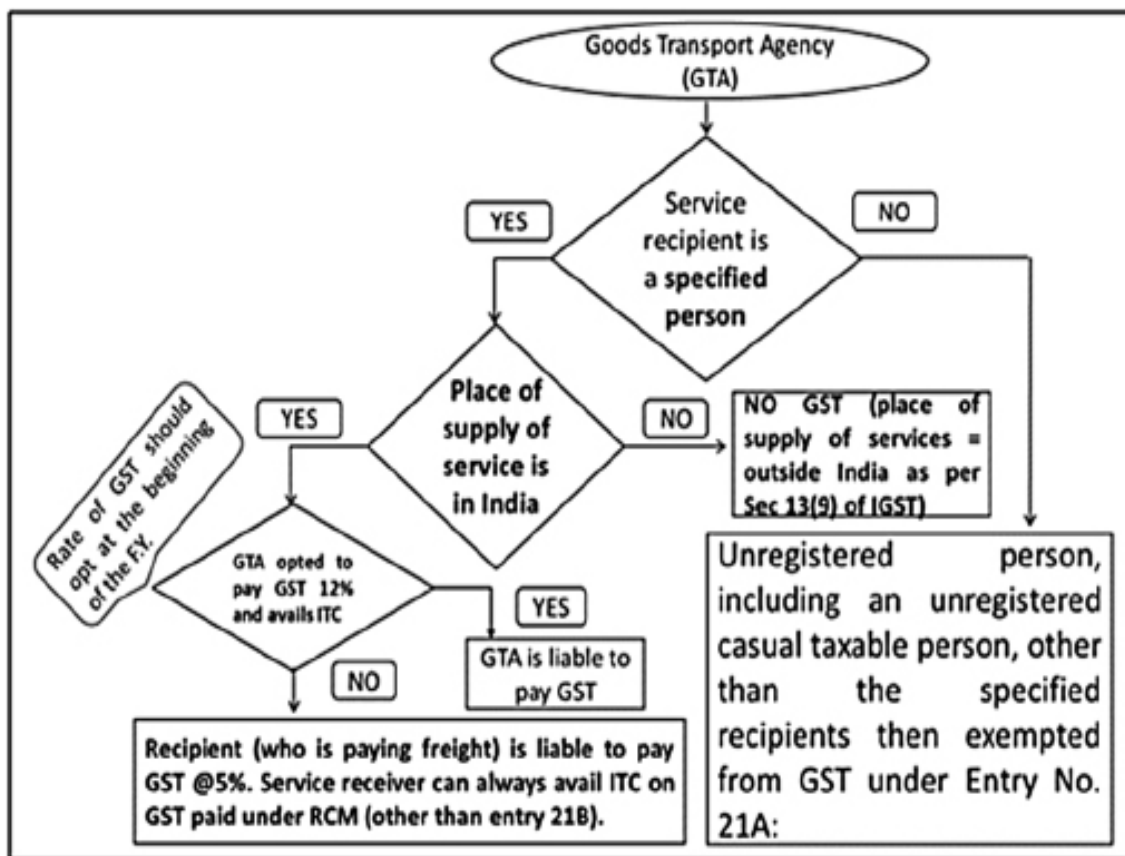 Goods Transport Agency
(GTA)
YES
Service
recipient is
a specified
person
NO
YES
Place of
supply of
service is
in India
NO
NO GST (place of
supply of services =
outside India as per
Sec 13(9) of IGST)
Rate of GST should
opt at the beginning
of the F.Y.
GTA opted to
pay GST 12%
and avails ITC
YES
GTA is liable to
pay GST
NO
Recipient (who is paying freight) is liable to pay
GST @5%. Service receiver can always avail ITC on
GST paid under RCM (other than entry 21B).
Unregistered person,
including an unregistered
casual taxable person, other
than the specified
recipients then exempted
from GST under Entry No.
21A: